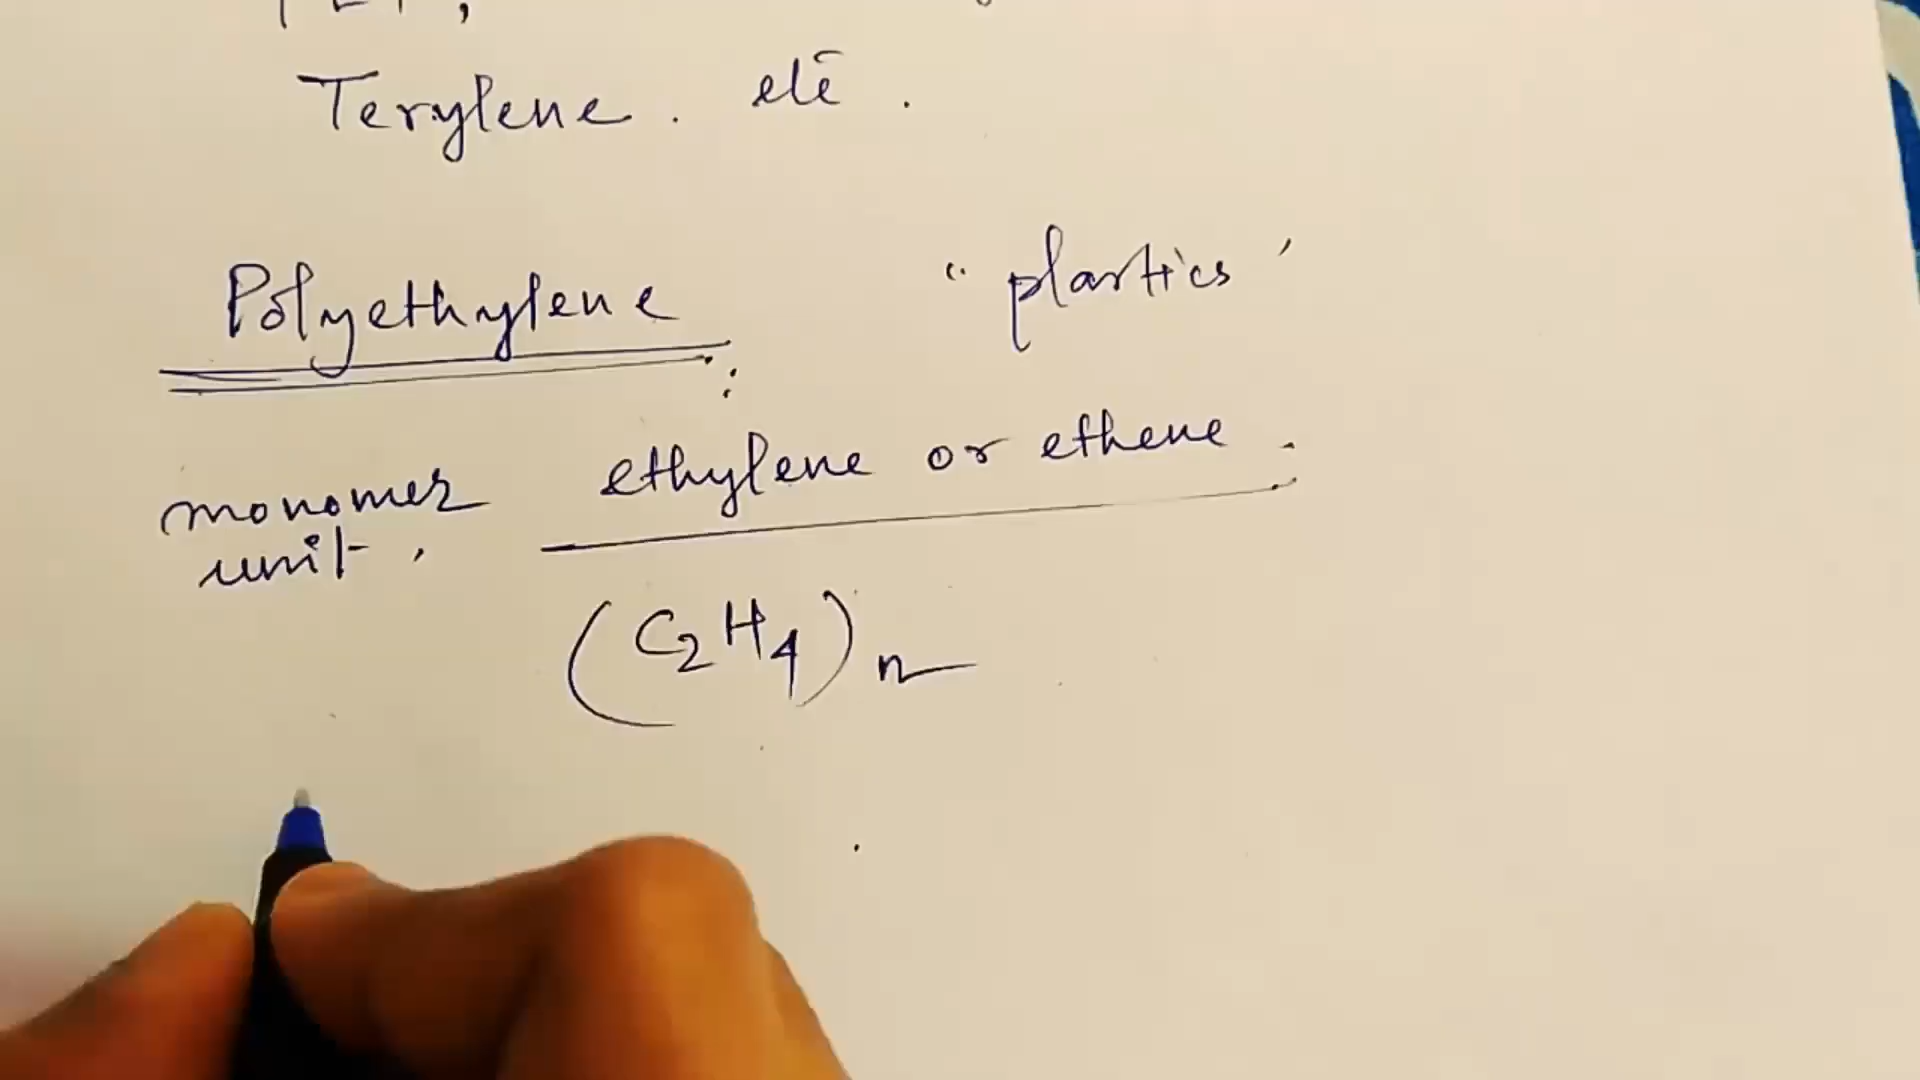 Terylene. etc.
Polyethylene: "plastics"
monomer ethylene or ethene.
unit,
(C₂H₄)n